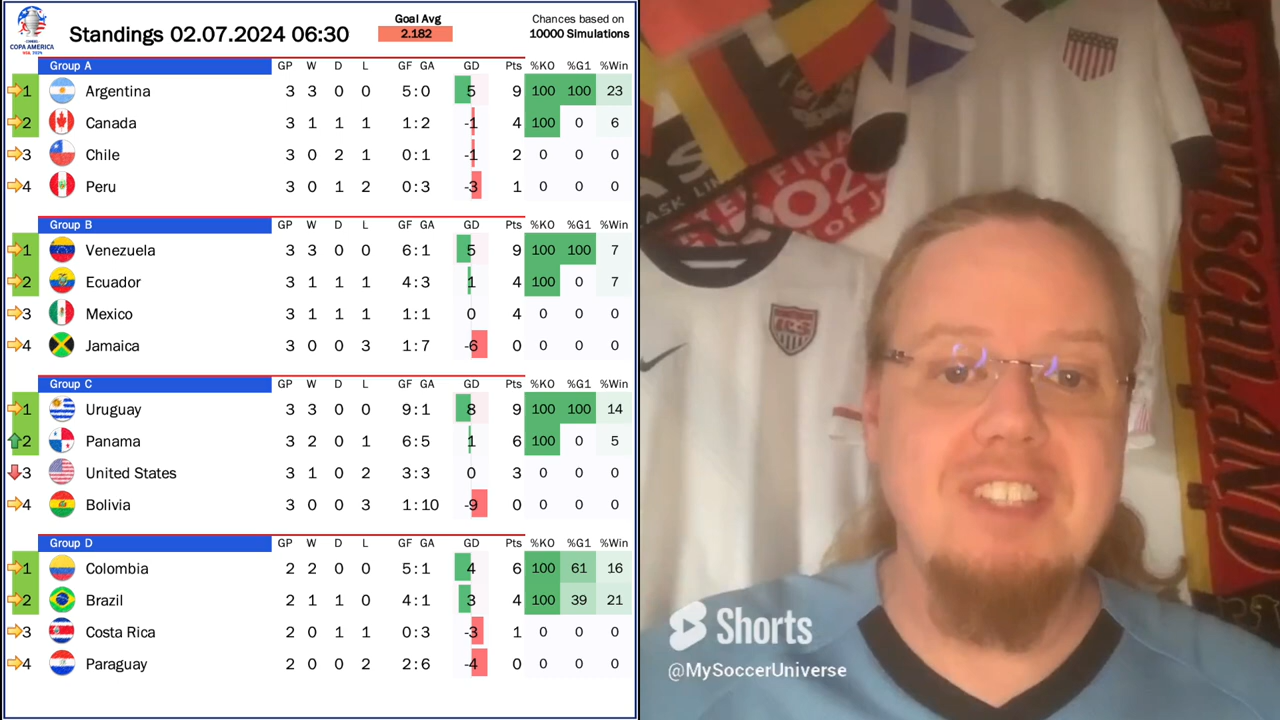 COPA AMERICA
Standings 02.07.2024 06:30
Goal Avg
2.182
Chances based on
10000 Simulations
Group A GP W D L GF GA GD Pts %KO %G1 %Win
1 Argentina 3 3 0 0 5:0 5 9 100 100 23
2 Canada 3 1 1 1 1:2 -1 4 100 0 6
3 Chile 3 0 2 1 0:1 -1 2 0 0 0
4 Peru 3 0 1 2 0:3 -3 1 0 0 0
Group B GP W D L GF GA GD Pts %KO %G1 %Win
1 Venezuela 3 3 0 0 6:1 5 9 100 100 7
2 Ecuador 3 1 1 1 4:3 1 4 100 0 7
3 Mexico 3 1 1 1 1:1 0 4 0 0 0
4 Jamaica 3 0 0 3 1:7 -6 0 0 0 0
Group C GP W D L GF GA GD Pts %KO %G1 %Win
1 Uruguay 3 3 0 0 9:1 8 9 100 100 14
2 Panama 3 2 0 1 6:5 1 6 100 0 5
3 United States 3 1 0 2 3:3 0 3 0 0 0
4 Bolivia 3 0 0 3 1:10 -9 0 0 0 0
Group D GP W D L GF GA GD Pts %KO %G1 %Win
1 Colombia 2 2 0 0 5:1 4 6 100 61 16
2 Brazil 2 1 1 0 4:1 3 4 100 39 21
3 Costa Rica 2 0 1 1 0:3 -3 1 0 0 0
4 Paraguay 2 0 0 2 2:6 -4 0 0 0 0
DEUTSCHLAND
Shorts
@MySoccerUniverse